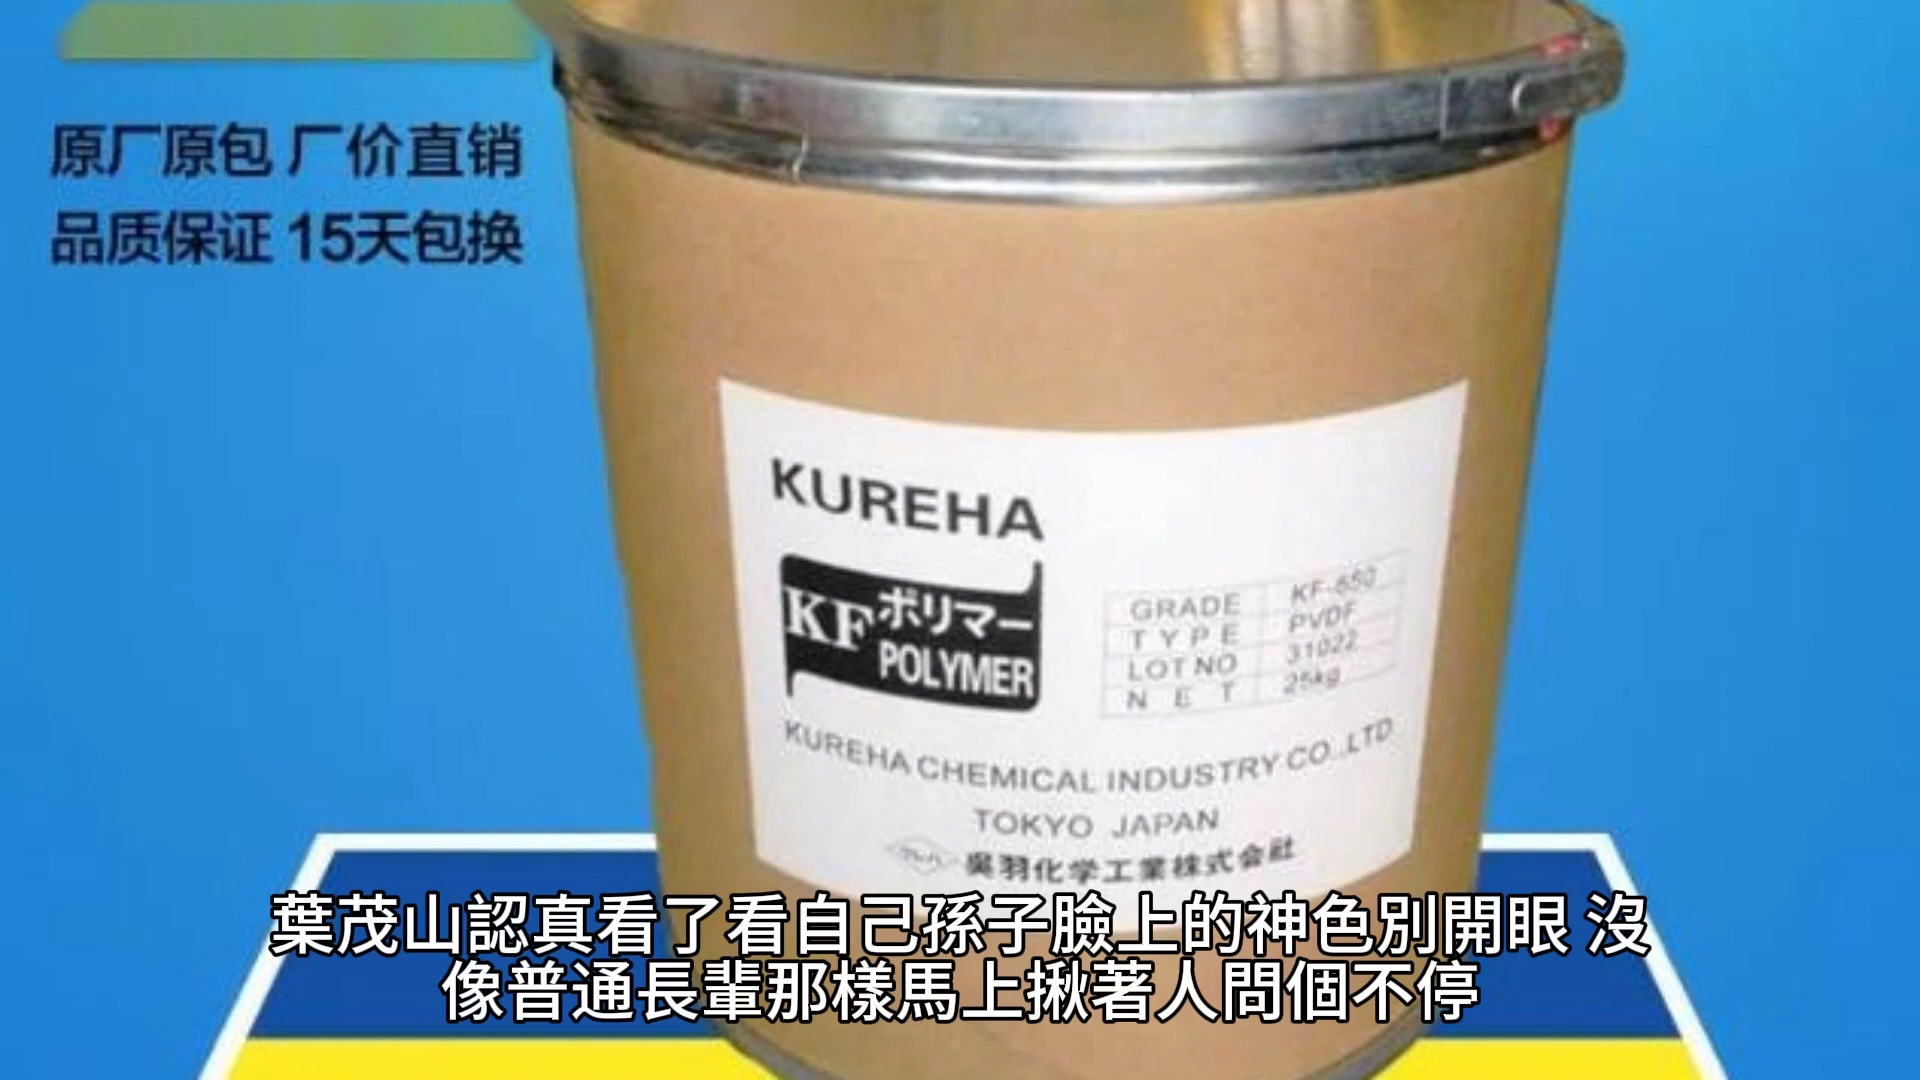 原厂原包 厂价直销
品质保证 15天包换
KUREHA
KF ポリマー
POLYMER
GRADE KF-850
TYPE PVDF
LOT NO 31022
NET 25kg
KUREHA CHEMICAL INDUSTRY CO.,LTD
TOKYO JAPAN
クレハ 呉羽化学工業株式会社
葉茂山認真看了看自己孫子臉上的神色別開眼 沒
像普通長輩那樣馬上揪著人問個不停